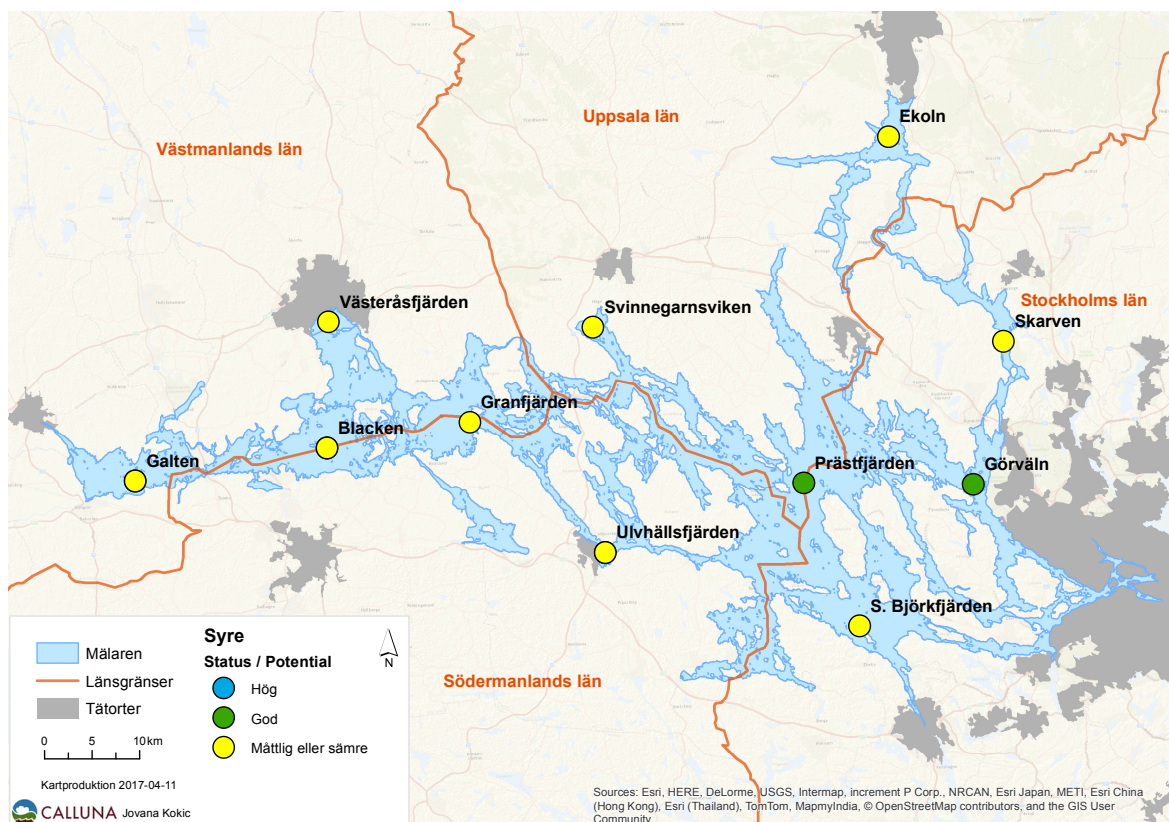 Ekoln
Uppsala län
Västmanlands län
Stockholms län
Skarven
Västeråsfjärden
Svinnegarnsviken
Granfjärden
Blacken
Galten
Prästfjärden
Görväln
Ulvhällsfjärden
S. Björkfjärden
Södermanlands län
Mälaren
Länsgränser
Tätorter
0 5 10 km
Syre
Status / Potential
Hög
God
Måttlig eller sämre
N
Kartproduktion 2017-04-11
CALLUNA Jovana Kokic
Sources: Esri, HERE, DeLorme, USGS, Intermap, increment P Corp., NRCAN, Esri Japan, METI, Esri China
(Hong Kong), Esri (Thailand), TomTom, MapmyIndia, © OpenStreetMap contributors, and the GIS User
Community